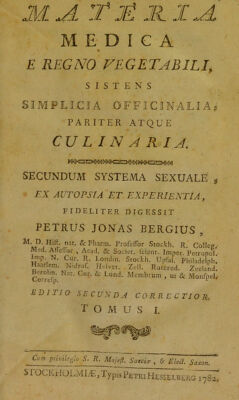 MATERIA
MEDICA
E REGNO VEGETABILI,
SISTENS
SIMPLICIA OFFICINALIA,
PARITER ATQUE
CULINARIA.
SECUNDUM SYSTEMA SEXUALE,
EX AUTOPSIA ET EXPERIENTIA,
FIDELITER DIGESSIT
PETRUS JONAS BERGIUS,
M. D. Hist. nat. & Pharm. Professor Stockh. R. Colleg.
Med. Assessor, Acad. & Societ. scient. Imper. Petropol.
Imp. N. Cur. R. Londin. Stockh. Upsal. Philadelph.
Haarlem. Nidros. Helvet. Zell. Roterod. Zeeland.
Berolin. Nat. Cur. & Lund. Membrum, ut & Monspel.
Corresp.
EDITIO SECUNDA CORRECTIOR.
TOMUS I.
Cum privilegio S. R. Majest. Sueciæ, & Elect. Saxon.
STOCKHOLMIÆ, Typis PETRI HESSELBERG 1782.